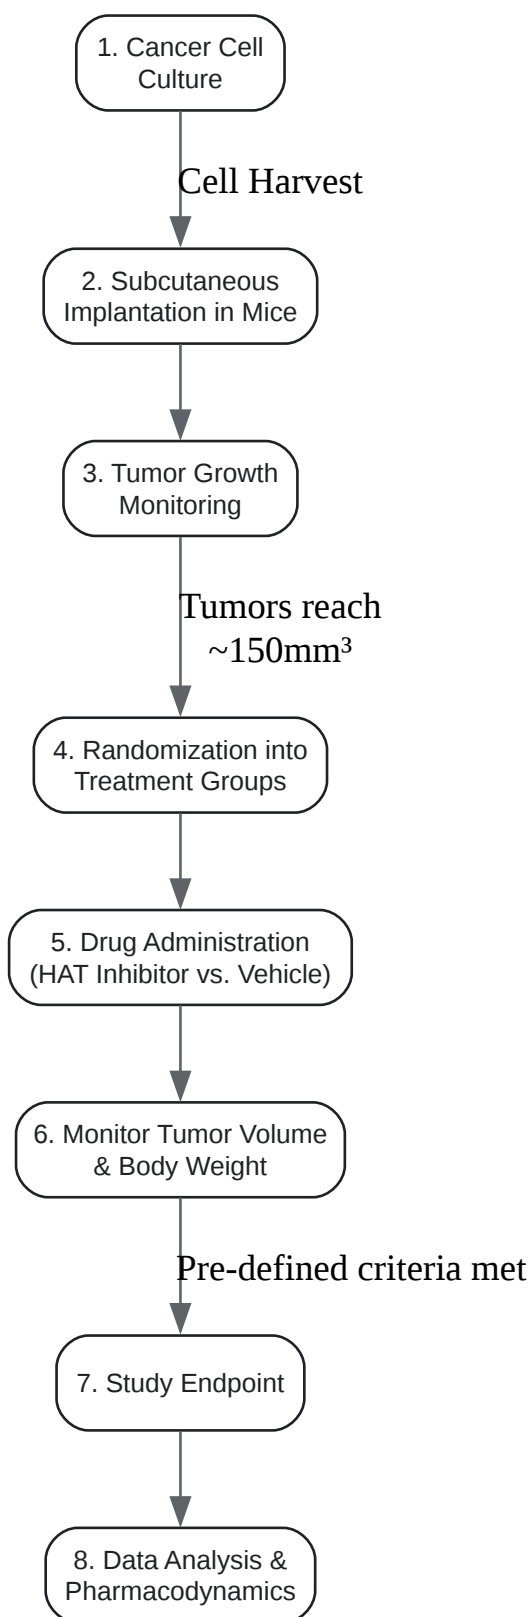 1. Cancer Cell
Culture
Cell Harvest
2. Subcutaneous
Implantation in Mice
3. Tumor Growth
Monitoring
Tumors reach
~150mm³
4. Randomization into
Treatment Groups
5. Drug Administration
(HAT Inhibitor vs. Vehicle)
6. Monitor Tumor Volume
& Body Weight
Pre-defined criteria met
7. Study Endpoint
8. Data Analysis &
Pharmacodynamics